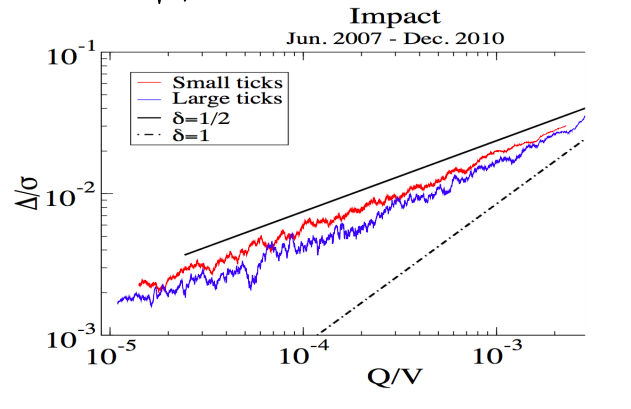 Impact
Jun. 2007 - Dec. 2010
10^-1
Small ticks
Large ticks
δ=1/2
δ=1
Δ/σ
10^-2
10^-3
10^-5
10^-4
10^-3
Q/V